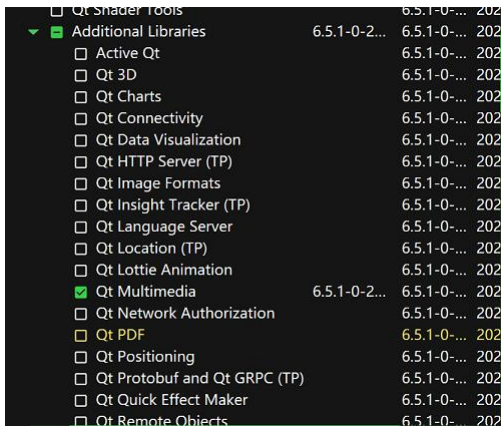 Qt Shader Tools
Additional Libraries 6.5.1-0-2... 6.5.1-0-... 202
Active Qt 6.5.1-0-... 202
Qt 3D 6.5.1-0-... 202
Qt Charts 6.5.1-0-... 202
Qt Connectivity 6.5.1-0-... 202
Qt Data Visualization 6.5.1-0-... 202
Qt HTTP Server (TP) 6.5.1-0-... 202
Qt Image Formats 6.5.1-0-... 202
Qt Insight Tracker (TP) 6.5.1-0-... 202
Qt Language Server 6.5.1-0-... 202
Qt Location (TP) 6.5.1-0-... 202
Qt Lottie Animation 6.5.1-0-... 202
Qt Multimedia 6.5.1-0-2... 6.5.1-0-... 202
Qt Network Authorization 6.5.1-0-... 202
Qt PDF 6.5.1-0-... 202
Qt Positioning 6.5.1-0-... 202
Qt Protobuf and Qt GRPC (TP) 6.5.1-0-... 202
Qt Quick Effect Maker 6.5.1-0-... 202
Qt Remote Objects 6.5.1-0-... 202